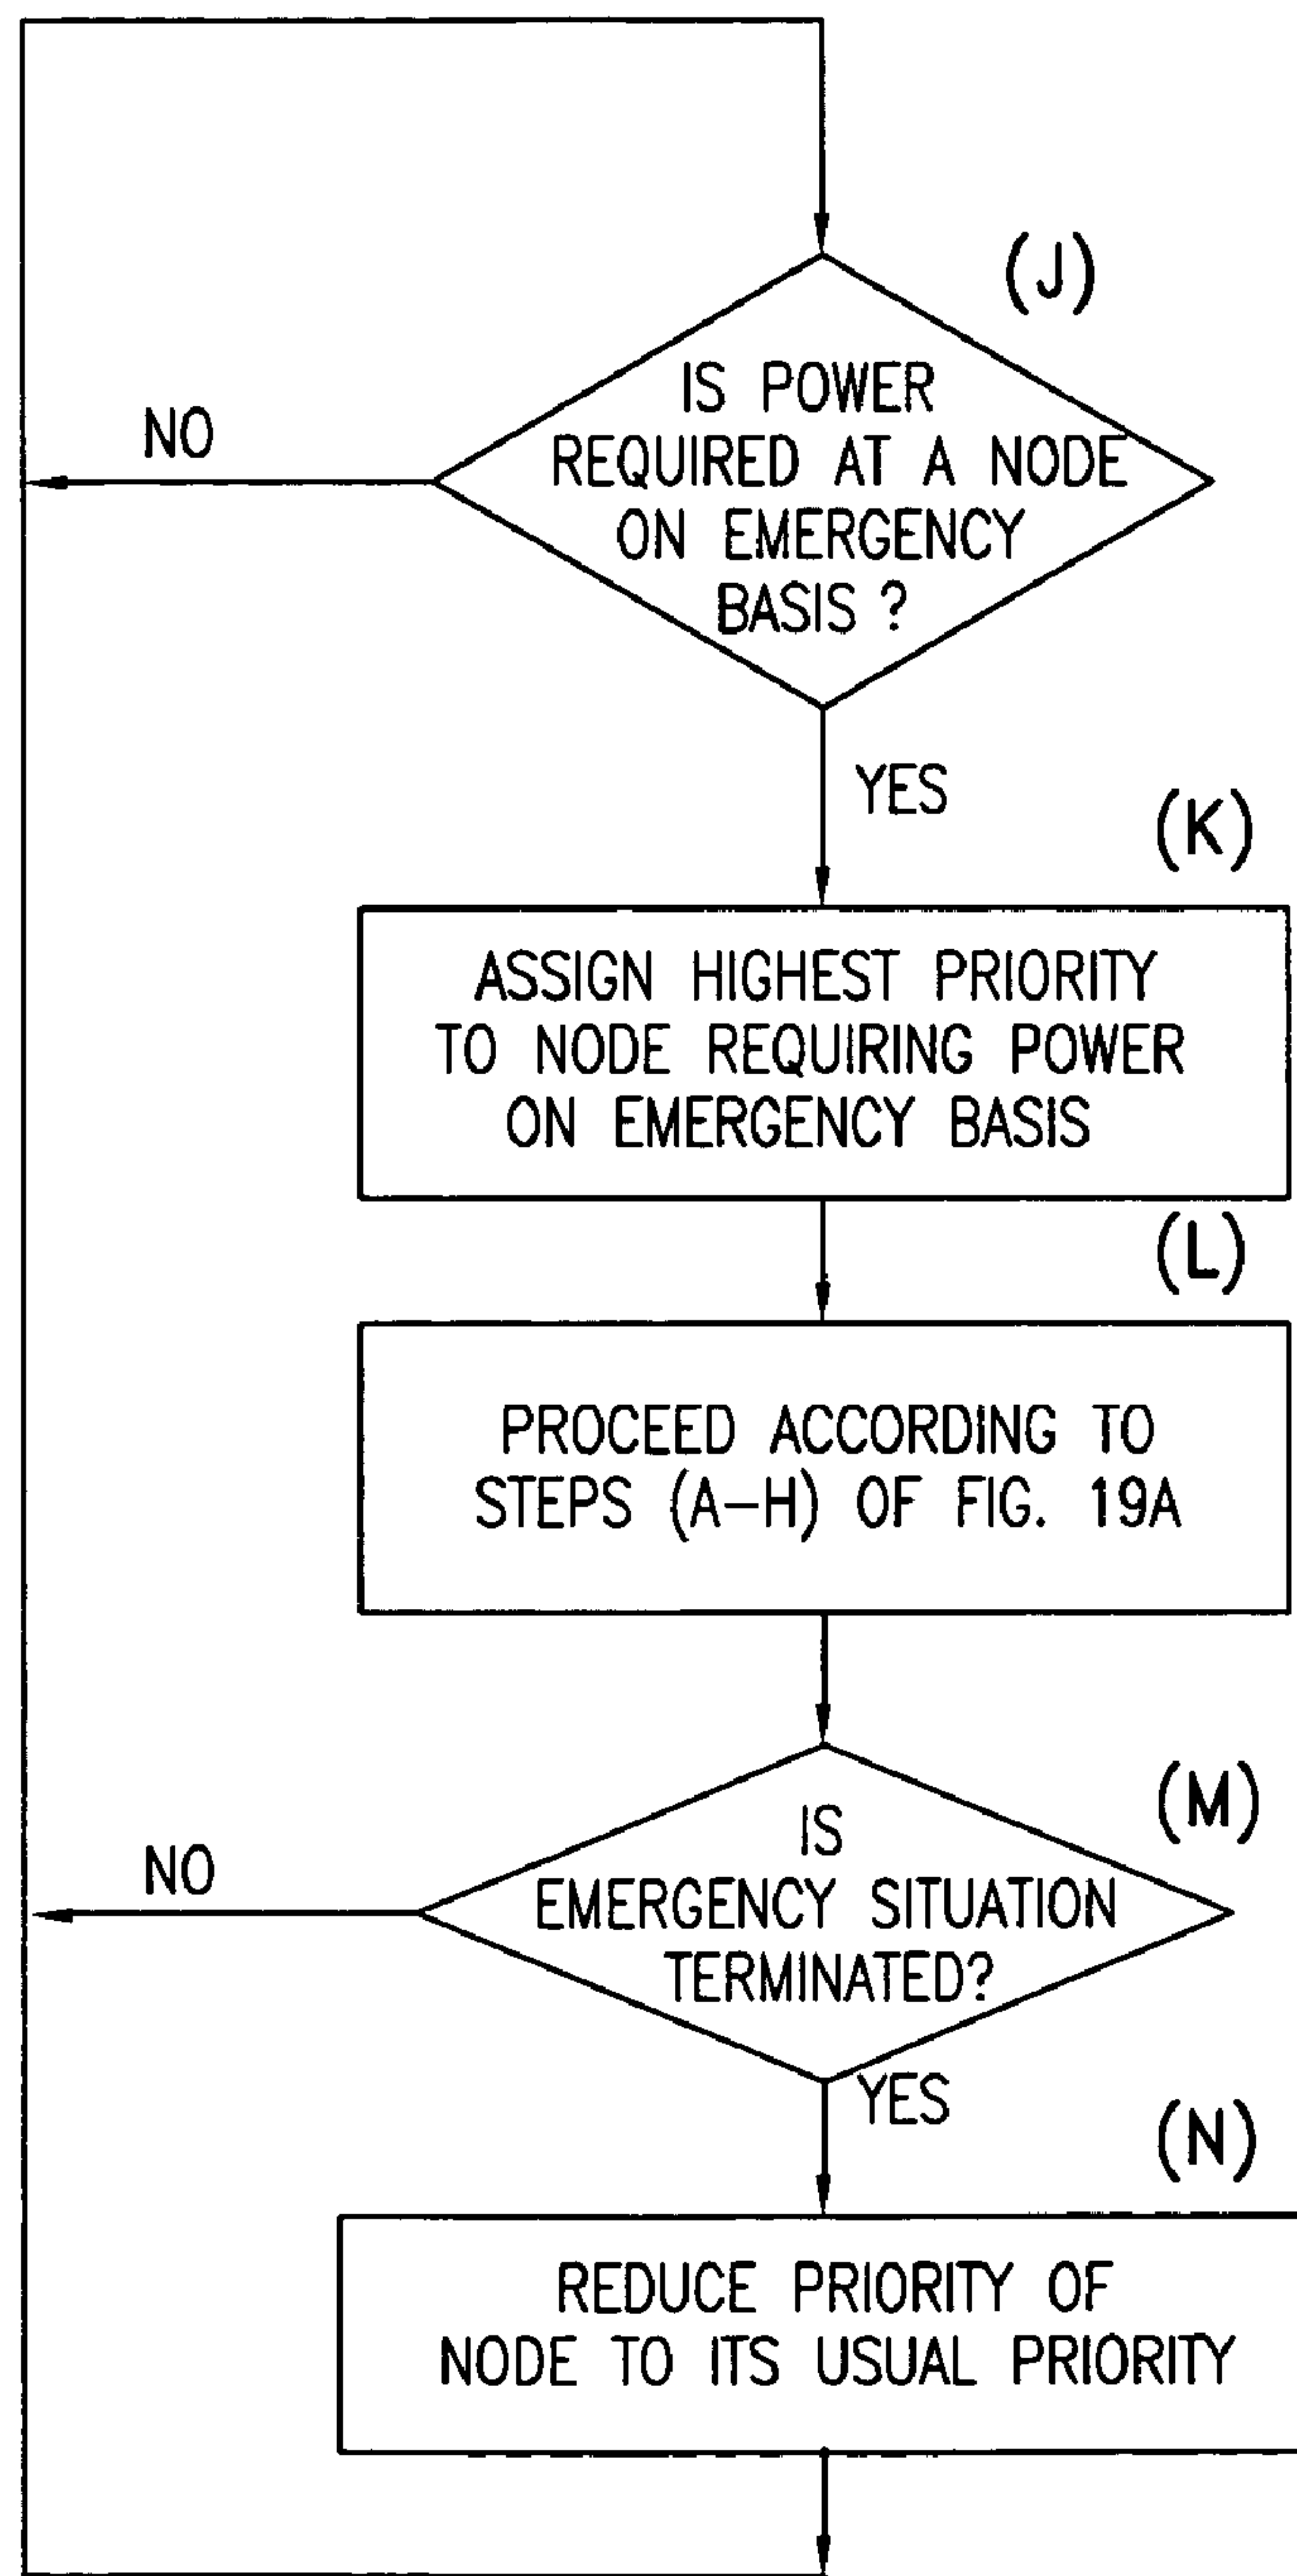 (J)
IS POWER
REQUIRED AT A NODE
ON EMERGENCY
BASIS ?
NO
YES
(K)
ASSIGN HIGHEST PRIORITY
TO NODE REQUIRING POWER
ON EMERGENCY BASIS
(L)
PROCEED ACCORDING TO
STEPS (A-H) OF FIG. 19A
(M)
IS
EMERGENCY SITUATION
TERMINATED?
NO
YES
(N)
REDUCE PRIORITY OF
NODE TO ITS USUAL PRIORITY